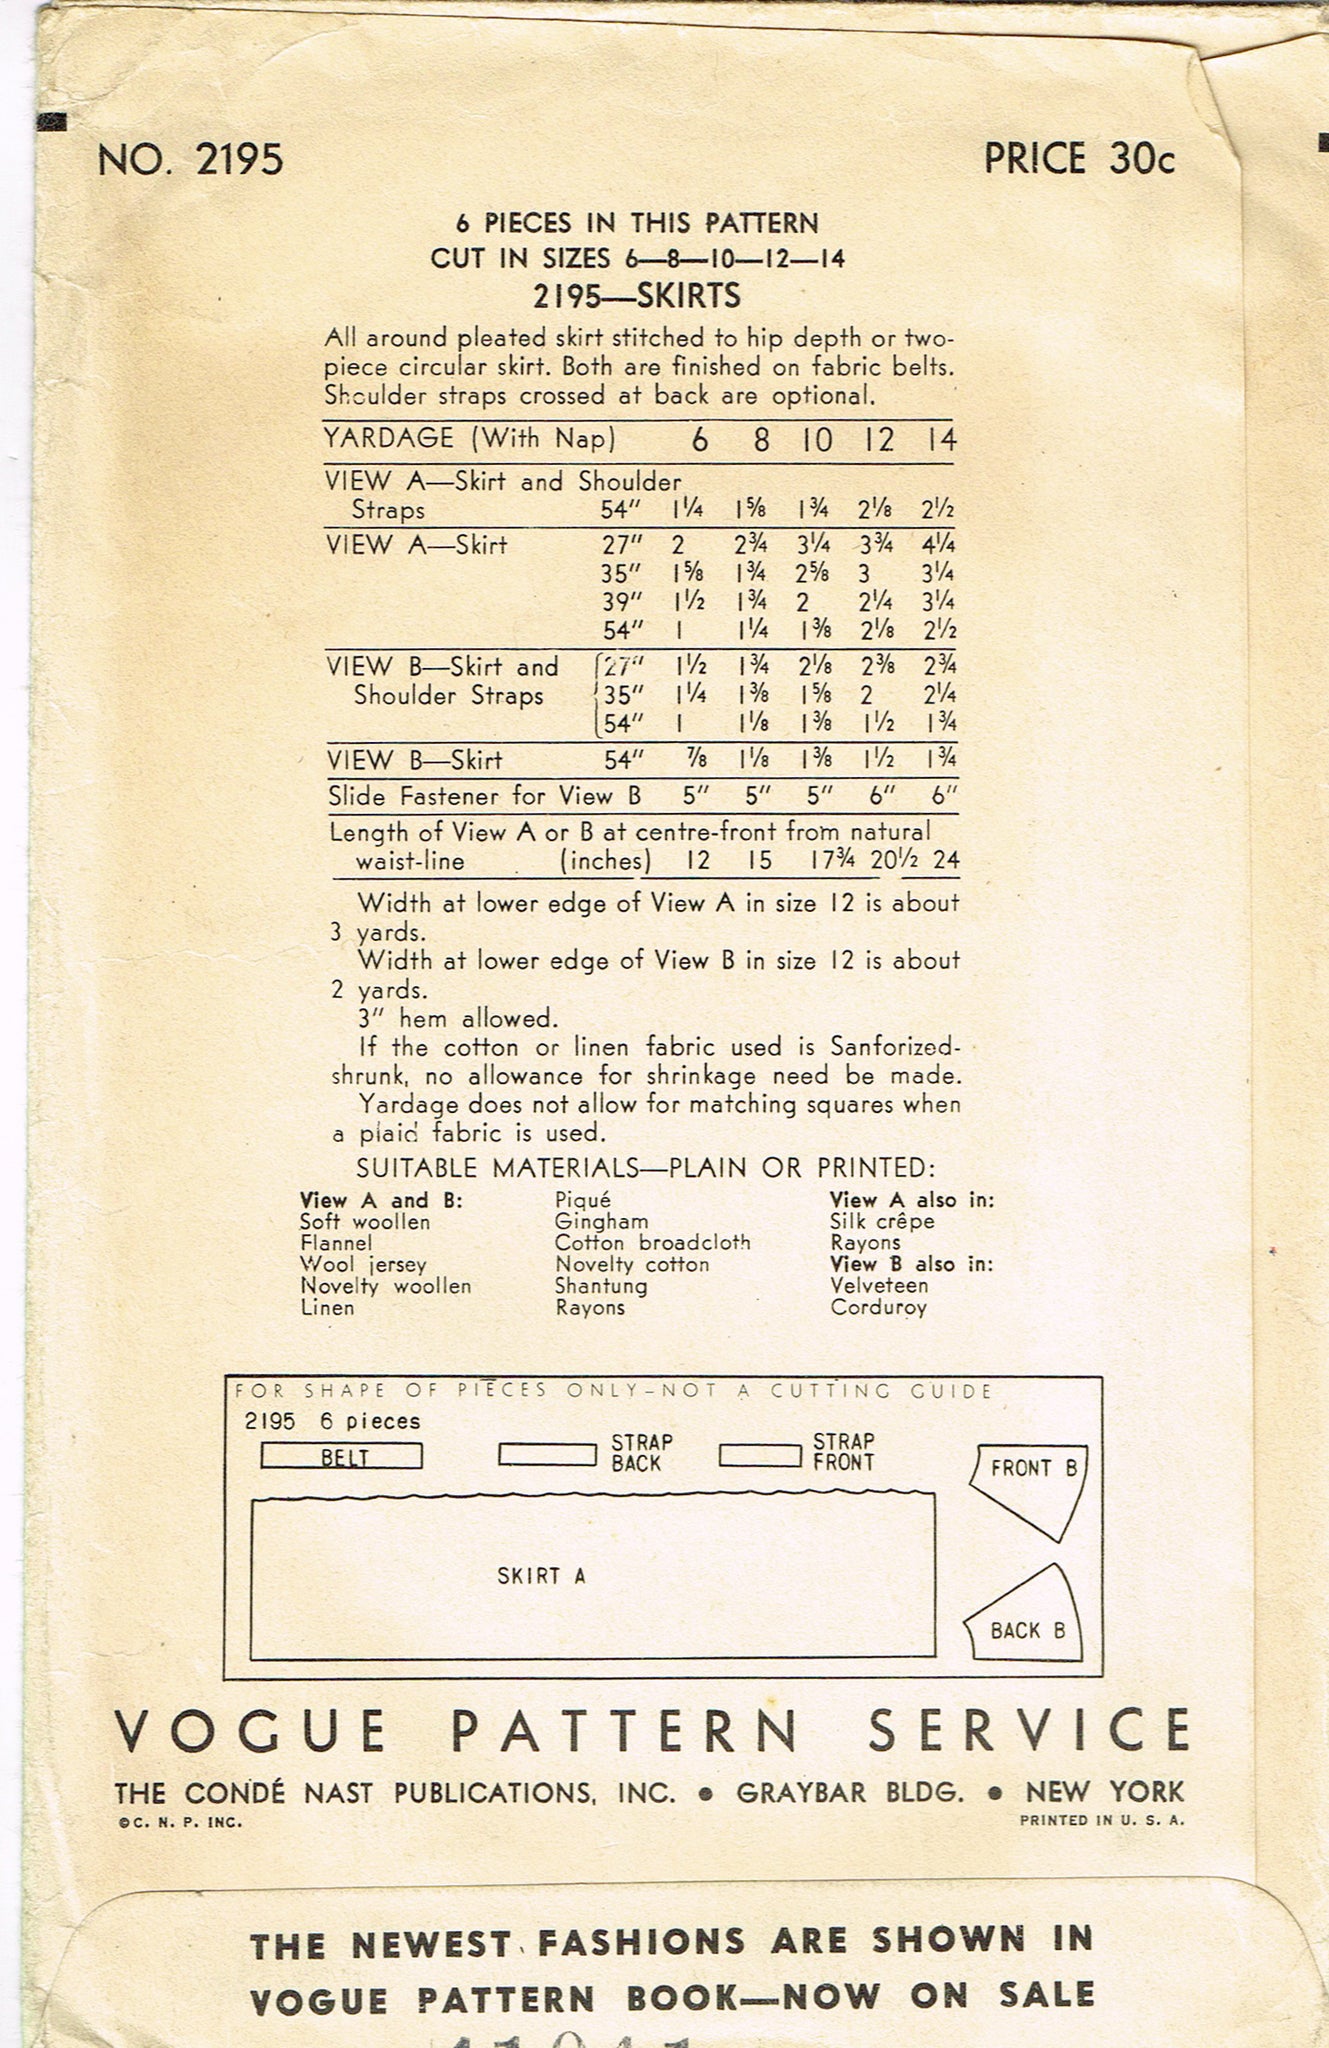 NO. 2195 PRICE 30c
6 PIECES IN THIS PATTERN
CUT IN SIZES 6—8—10—12—14
2195—SKIRTS
All around pleated skirt stitched to hip depth or two-
piece circular skirt. Both are finished on fabric belts.
Shoulder straps crossed at back are optional.
YARDAGE (With Nap) 6 8 10 12 14
VIEW A—Skirt and Shoulder
Straps 54" 1¼ 1⅝ 1¾ 2⅛ 2½
VIEW A—Skirt 27" 2 2¾ 3¼ 3¾ 4¼
35" 1⅝ 1¾ 2⅝ 3 3¼
39" 1½ 1¾ 2 2¼ 3¼
54" 1 1¼ 1⅜ 2⅛ 2½
VIEW B—Skirt and 27" 1½ 1¾ 2⅛ 2⅜ 2¾
Shoulder Straps 35" 1¼ 1⅜ 1⅝ 2 2¼
54" 1 1⅛ 1⅜ 1½ 1¾
VIEW B—Skirt 54" ⅞ 1⅛ 1⅜ 1½ 1¾
Slide Fastener for View B 5" 5" 5" 6" 6"
Length of View A or B at centre-front from natural
waist-line (inches) 12 15 17¾ 20½ 24
Width at lower edge of View A in size 12 is about
3 yards.
Width at lower edge of View B in size 12 is about
2 yards.
3" hem allowed.
If the cotton or linen fabric used is Sanforized-
shrunk, no allowance for shrinkage need be made.
Yardage does not allow for matching squares when
a plaid fabric is used.
SUITABLE MATERIALS—PLAIN OR PRINTED:
View A and B: Piqué View A also in:
Soft woollen Gingham Silk crêpe
Flannel Cotton broadcloth Rayons
Wool jersey Novelty cotton View B also in:
Novelty woollen Shantung Velveteen
Linen Rayons Corduroy
FOR SHAPE OF PIECES ONLY—NOT A CUTTING GUIDE
2195 6 pieces
BELT STRAP BACK STRAP FRONT FRONT B
SKIRT A
BACK B
VOGUE PATTERN SERVICE
THE CONDÉ NAST PUBLICATIONS, INC. • GRAYBAR BLDG. • NEW YORK
©C. N. P. INC. PRINTED IN U. S. A.
THE NEWEST FASHIONS ARE SHOWN IN
VOGUE PATTERN BOOK—NOW ON SALE